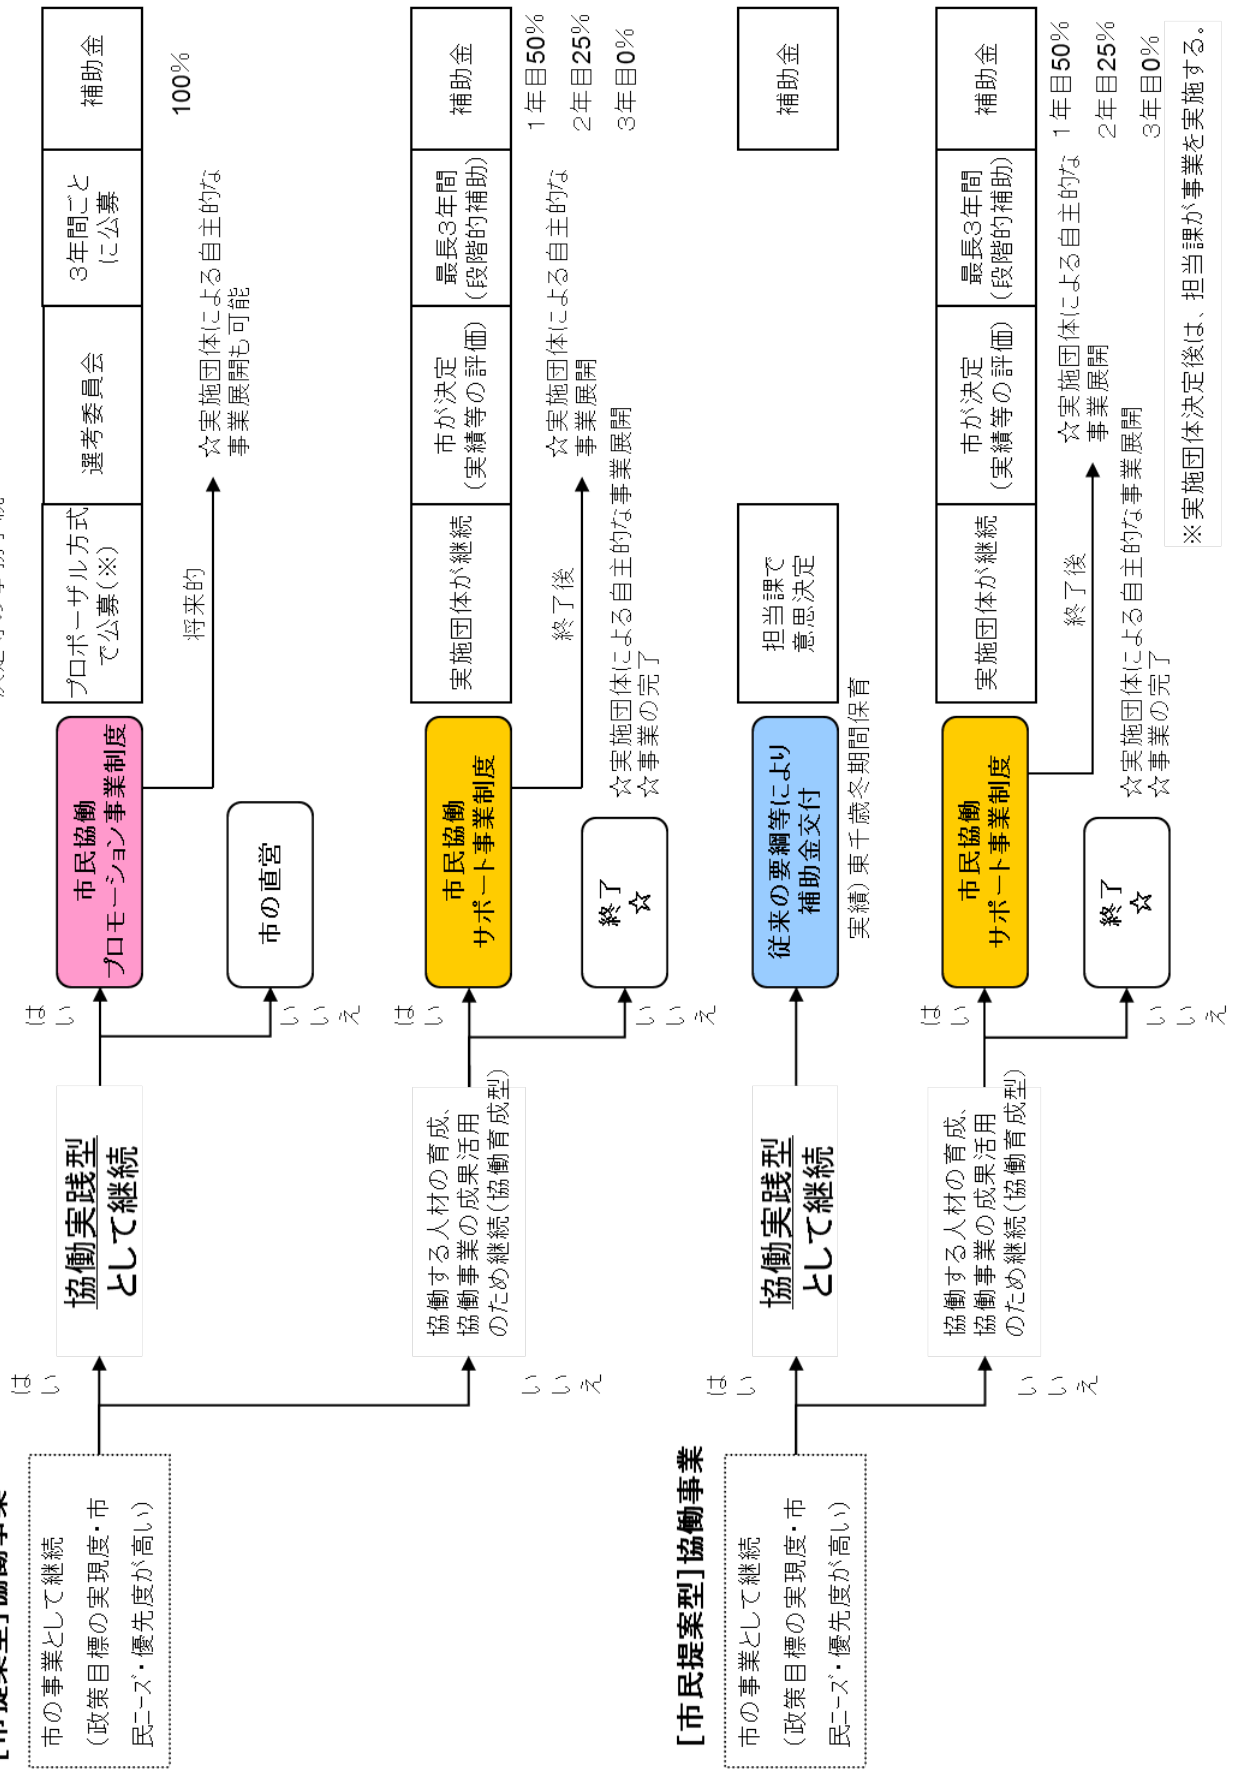 [市提案型]協働事業
市の事業として継続
(政策目標の実現度・市
民ニーズ・優先度が高い)
はい
いいえ
協働実践型
として継続
はい
いいえ
市民協働
プロモーション事業制度
プロポーザル方式
で公募(※)
選考委員会
3年間ごと
に公募
補助金
100%
将来的
☆実施団体による自主的な
事業展開も可能
市の直営
協働する人材の育成、
協働事業の成果活用
のため継続(協働育成型)
はい
いいえ
市民協働
サポート事業制度
実施団体が継続
市が決定
(実績等の評価)
最長3年間
(段階的補助)
補助金
1年目50%
2年目25%
3年目0%
終了後
☆実施団体による自主的な
事業展開
終了
☆
☆実施団体による自主的な事業展開
☆事業の完了
[市民提案型]協働事業
市の事業として継続
(政策目標の実現度・市
民ニーズ・優先度が高い)
はい
いいえ
協働実践型
として継続
従来の要綱等により
補助金交付
担当課で
意思決定
補助金
実績)東千歳冬期間保育
協働する人材の育成、
協働事業の成果活用
のため継続(協働育成型)
はい
いいえ
市民協働
サポート事業制度
実施団体が継続
市が決定
(実績等の評価)
最長3年間
(段階的補助)
補助金
1年目50%
2年目25%
3年目0%
終了後
☆実施団体による自主的な
事業展開
終了
☆
☆実施団体による自主的な事業展開
☆事業の完了
※実施団体決定後は、担当課が事業を実施する。